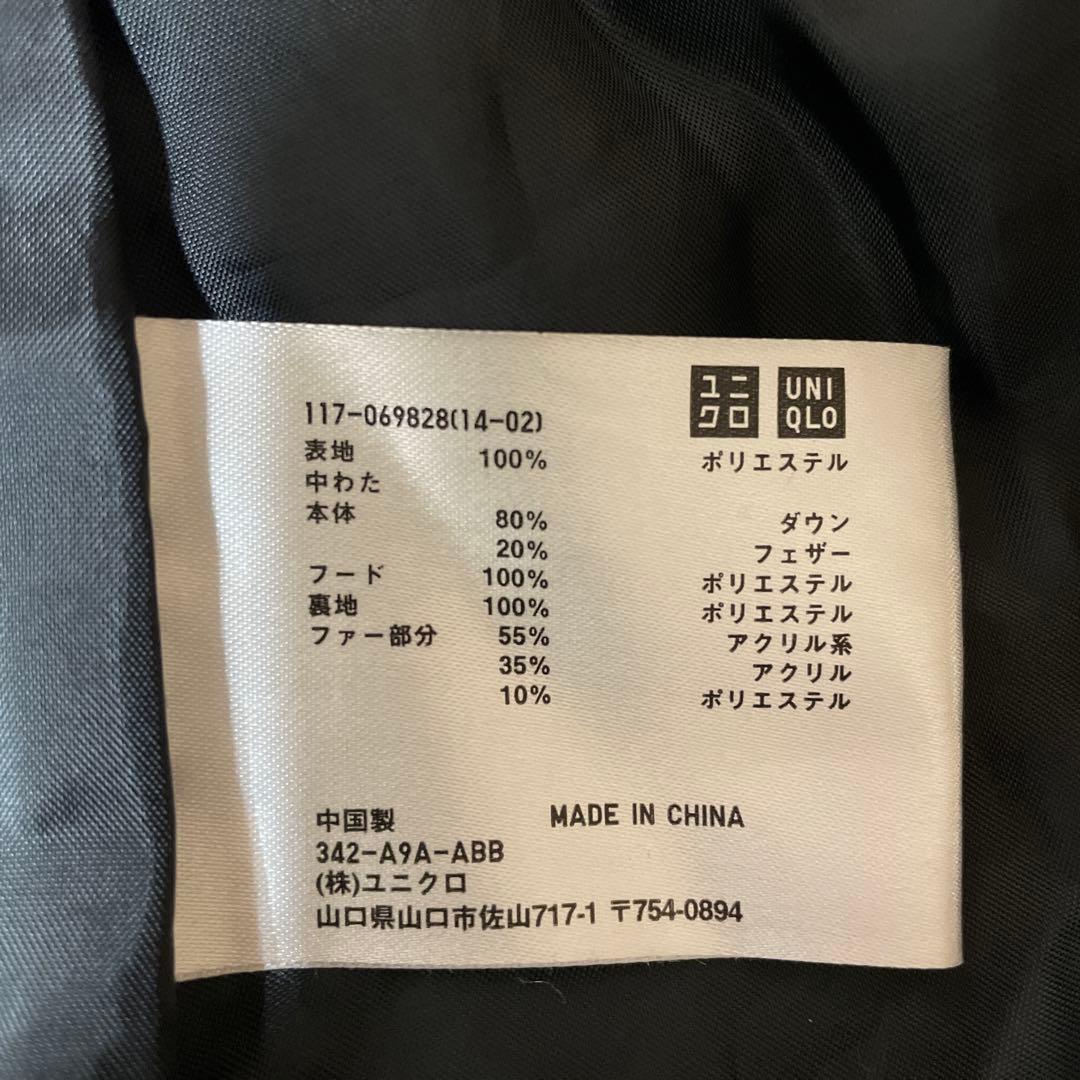 ユニクロ UNIQLO
117-069828(14-02)
表地 100% ポリエステル
中わた
本体 80% ダウン
20% フェザー
フード 100% ポリエステル
裏地 100% ポリエステル
ファー部分 55% アクリル系
35% アクリル
10% ポリエステル
中国製 MADE IN CHINA
342-A9A-ABB
(株)ユニクロ
山口県山口市佐山717-1 〒754-0894